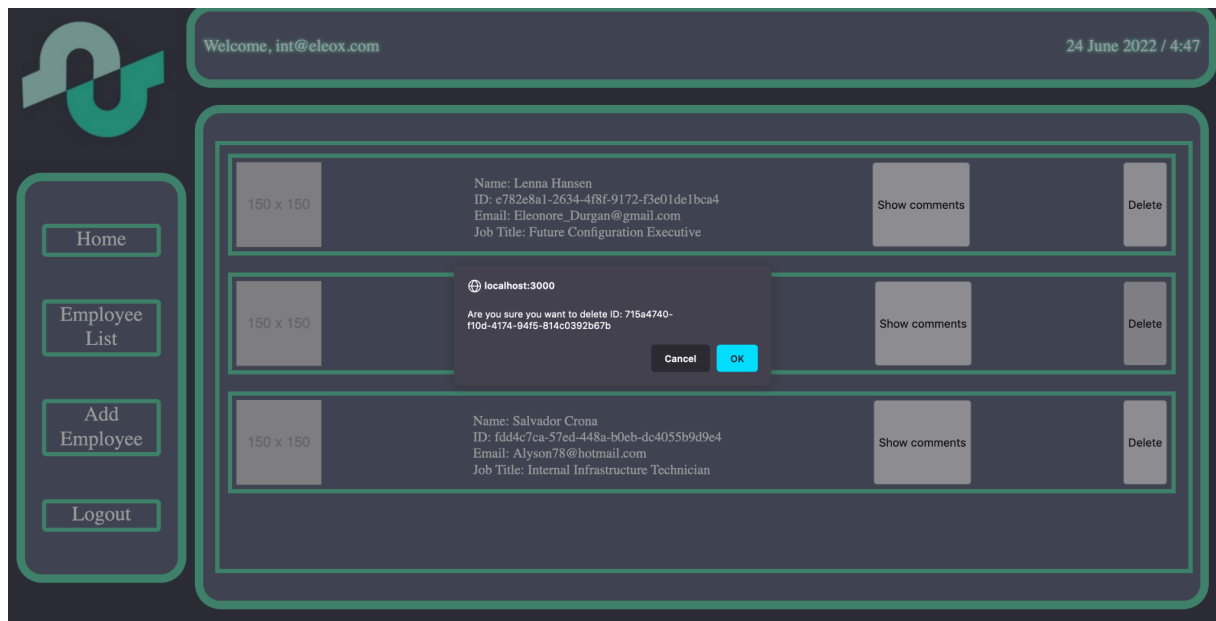 Welcome, int@eleox.com
24 June 2022 / 4:47
Home
Employee
List
Add
Employee
Logout
150 x 150
Name: Lenna Hansen
ID: e782e8a1-2634-4f8f-9172-f3e01de1bca4
Email: Eleonore_Durgan@gmail.com
Job Title: Future Configuration Executive
Show comments
Delete
150 x 150
Show comments
Delete
localhost:3000
Are you sure you want to delete ID: 715a4740-
f10d-4174-94f5-814c0392b67b
Cancel
OK
150 x 150
Name: Salvador Crona
ID: fdd4c7ca-57ed-448a-b0eb-dc4055b9d9e4
Email: Alyson78@hotmail.com
Job Title: Internal Infrastructure Technician
Show comments
Delete